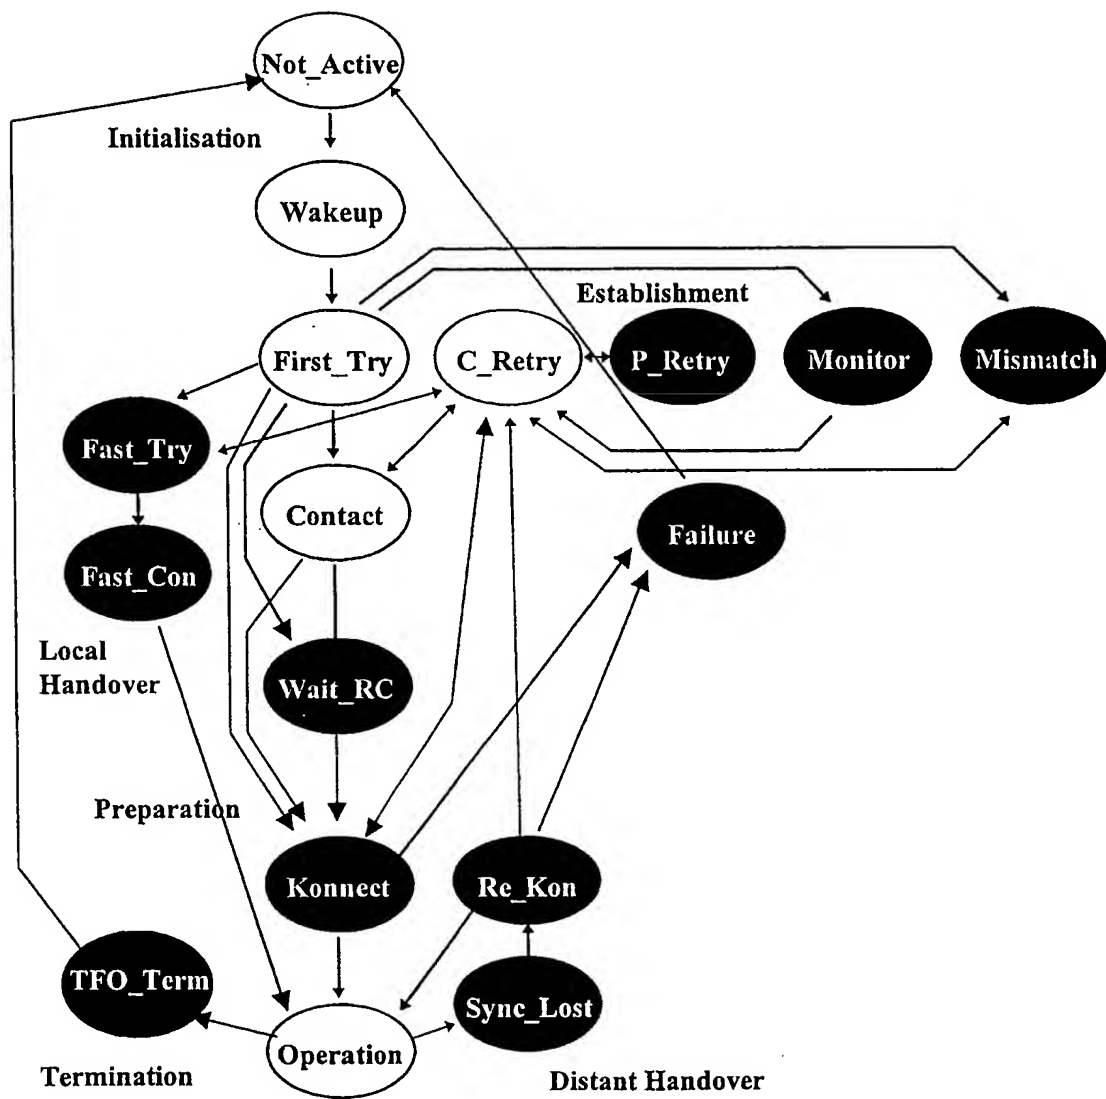 Not_Active
Initialisation
Wakeup
Establishment
First_Try
C_Retry
P_Retry
Monitor
Mismatch
Fast_Try
Contact
Failure
Fast_Con
Local
Handover
Wait_RC
Preparation
Konnect
Re_Kon
TFO_Term
Sync_Lost
Operation
Termination
Distant Handover